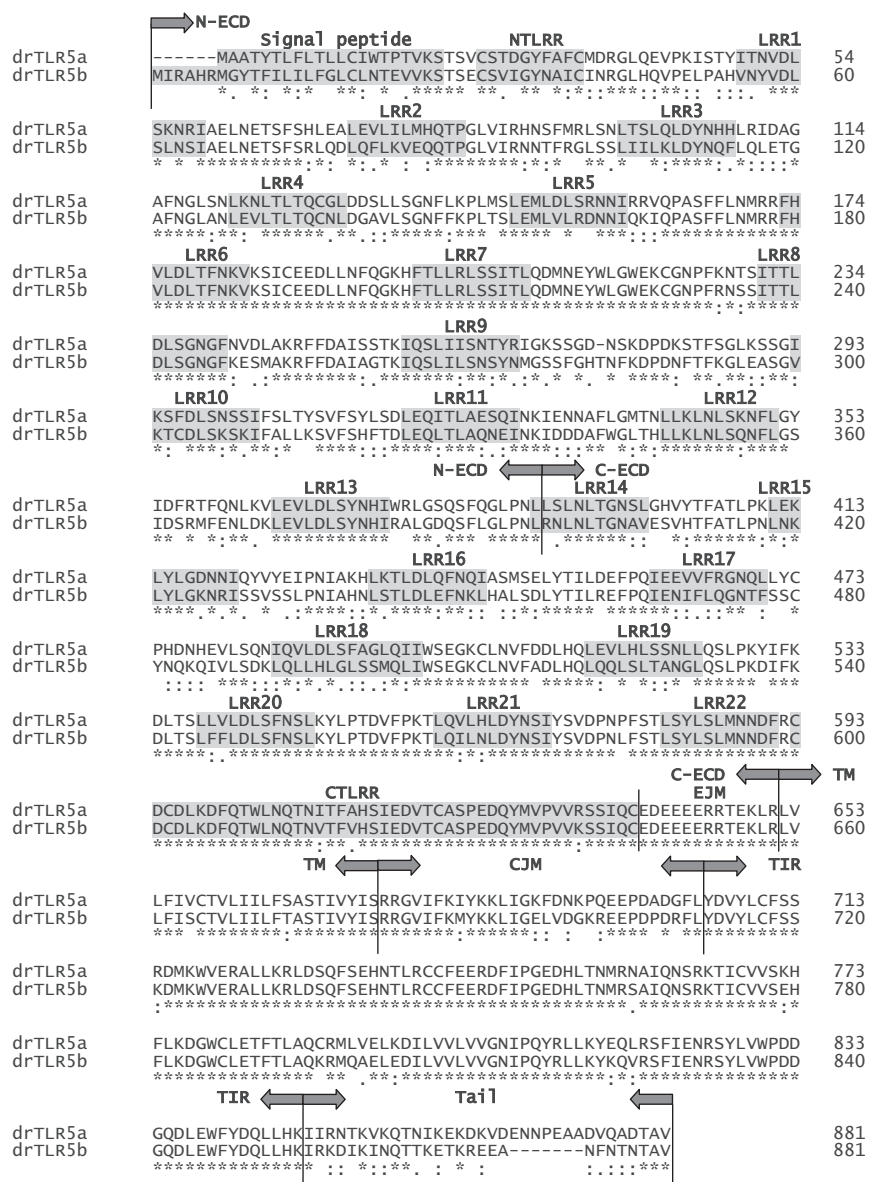 N-ECD
Signal peptide NTLRR LRR1
drTLR5a ------MAATYTLFLTLLCIWTPTVKSTSVCSTDGYFAFCMDRGLQEVPKISTYITNVDL 54
drTLR5b MIRAHRMGYTFILILFGLCLNTEVVKSTSECSVIGYNAICINRGLHQVPELPAHVNYVDL 60
LRR2 LRR3
drTLR5a SKNRIAELNETSFSHLEALEVLILMHQTPGLVIRHNSFMRLSNLTSLQLDYNHHLRIDAG 114
drTLR5b SLNSIAELNETSFSRLQDLQFLKVEQQTPGLVIRNNTFRGLSSLIILKLDYNQFLQLETG 120
LRR4 LRR5
drTLR5a AFNGLSNLKNLTLTQCGLDDSLLSGNFLKPLMSLEMLDLSRNNIRRVQPASFFLNMRRFH 174
drTLR5b AFNGLANLEVLTLTQCNLDGAVLSGNFFKPLTSLEMLVLRDNNIQKIQPASFFLNMRRFH 180
LRR6 LRR7 LRR8
drTLR5a VLDLTFNKVKSICEEDLLNFQGKHFTLLRLSSITLQDMNEYWLGWEKCGNPFKNTSITTL 234
drTLR5b VLDLTFNKVKSICEEDLLNFQGKHFTLLRLSSITLQDMNEYWLGWEKCGNPFRNSSITTL 240
LRR9
drTLR5a DLSGNGFNVDLAKRFFDAISSTKIQSLIISNTYRIGKSSGD-NSKDPDKSTFSGLKSSGI 293
drTLR5b DLSGNGFKESMAKRFFDAIAGTKIQSLILSNSYNMGSSFGHTNFKDPDNFTFKGLEASGV 300
LRR10 LRR11 LRR12
drTLR5a KSFDLSNSSIFSLTYSVFSYLSDLEQITLAESQINKIENNAFLGMTNLLKLNLSKNFLGY 353
drTLR5b KTCDLSKSKIFALLKSVFSHFTDLEQLTLAQNEINKIDDDAFWGLTHLLKLNLSQNFLGS 360
N-ECD C-ECD
LRR13 LRR14 LRR15
drTLR5a IDFRTFQNLKVLEVLDLSYNHIWRLGSQSFQGLPNLLSLNLTGNSLGHVYTFATLPKLEK 413
drTLR5b IDSRMFENLDKLEVLDLSYNHIRALGDQSFLGLPNLRNLNLTGNAVESVHTFATLPNLNK 420
LRR16 LRR17
drTLR5a LYLGDNNIQYVYEIPNIAKHLKTLDLQFNQIASMSELYTILDEFPQIEEVVFRGNQLLYC 473
drTLR5b LYLGKNRISSVSSLPNIAHNLSTLDLEFNKLHALSDLYTILREFPQIENIFLQGNTFSSC 480
LRR18 LRR19
drTLR5a PHDNHEVLSQNIQVLDLSFAGLQIIWSEGKCLNVFDDLHQLEVLHLSSNLLQSLPKYIFK 533
drTLR5b YNQKQIVLSDKLQLLHLGLSSMQLIWSEGKCLNVFADLHQLQQLSLTANGLQSLPKDIFK 540
LRR20 LRR21 LRR22
drTLR5a DLTSLLVLDLSFNSLKYLPTDVFPKTLQVLHLDYNSIYSVDPNPFSTLSYLSLMNNDFRC 593
drTLR5b DLTSLFFLDLSFNSLKYLPTDVFPKTLQILNLDYNSIYSVDPNLFSTLSYLSLMNNDFRC 600
C-ECD TM
CTLRR EJM
drTLR5a DCDLKDFQTWLNQTNITFAHSIEDVTCASPEDQYMVPVVRSSIQCEDEEEERRTEKLRLV 653
drTLR5b DCDLKDFQTWLNQTNVTFVHSIEDVTCASPEDQYMVPVVKSSIQCEDEEEERRTEKLRLV 660
TM CJM TIR
drTLR5a LFIVCTVLIILFSASTIVYISRRGVIFKIYKKLIGKFDNKPQEEPDADGFLYDVYLCFSS 713
drTLR5b LFISCTVLIILFTASTIVYISRRGVIFKMYKKLIGELVDGKREEPDPDRFLYDVYLCFSS 720
drTLR5a RDMKWVERALLKRLDSQFSEHNTLRCCFEERDFIPGEDHLTNMRNAIQNSRKTICVVSKH 773
drTLR5b KDMKWVERALLKRLDSQFSEHNTLRCCFEERDFIPGEDHLTNMRSAIQNSRKTICVVSEH 780
drTLR5a FLKDGWCLETFTLAQCRMLVELKDILVVLVVGNIPQYRLLKYEQLRSFIENRSYLVWPDD 833
drTLR5b FLKDGWCLETFTLAQKRMQAELEDILVVLVVGNIPQYRLLKYKQVRSFIENRSYLVWPDD 840
TIR Tail
drTLR5a GQDLEWFYDQLLHKIIRNTKVKQTNIKEKDKVDENNPEAADVQADTAV 881
drTLR5b GQDLEWFYDQLLHKIRKDIKINQTTKETKREEA-------NFNTNTAV 881